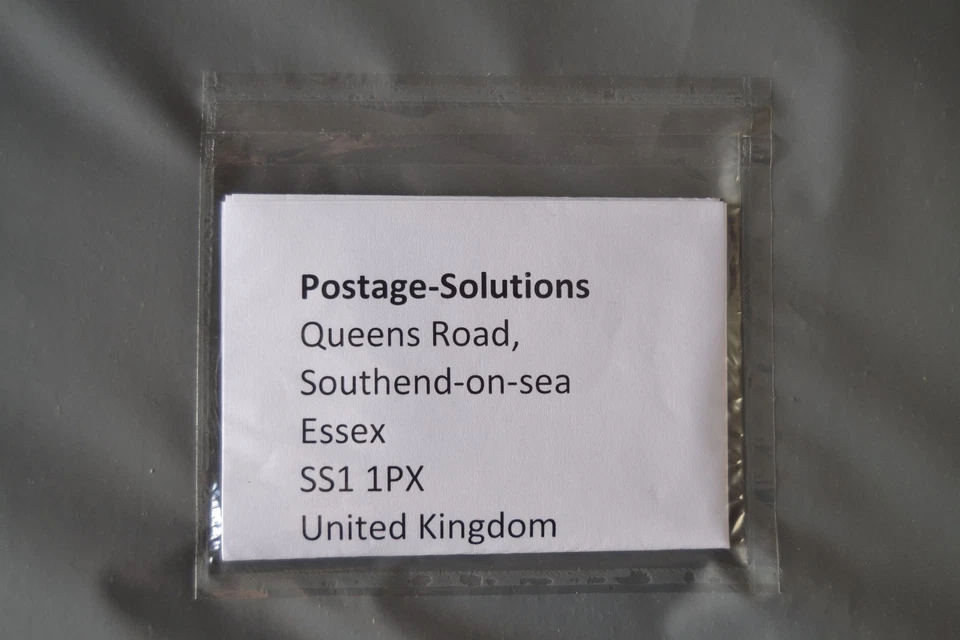 Postage-Solutions
Queens Road,
Southend-on-sea
Essex
SS1 1PX
United Kingdom